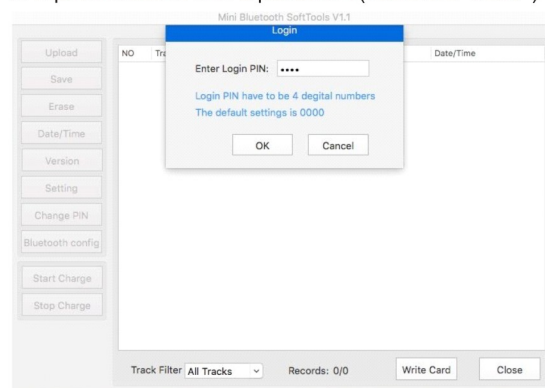 Mini Bluetooth SoftTools V1.1
Login
Upload
Save
Erase
Date/Time
Version
Setting
Change PIN
Bluetooth config
Start Charge
Stop Charge
NO
Date/Time
Enter Login PIN: ••••
Login PIN have to be 4 degital numbers
The default settings is 0000
OK Cancel
Track Filter All Tracks Records: 0/0 Write Card Close